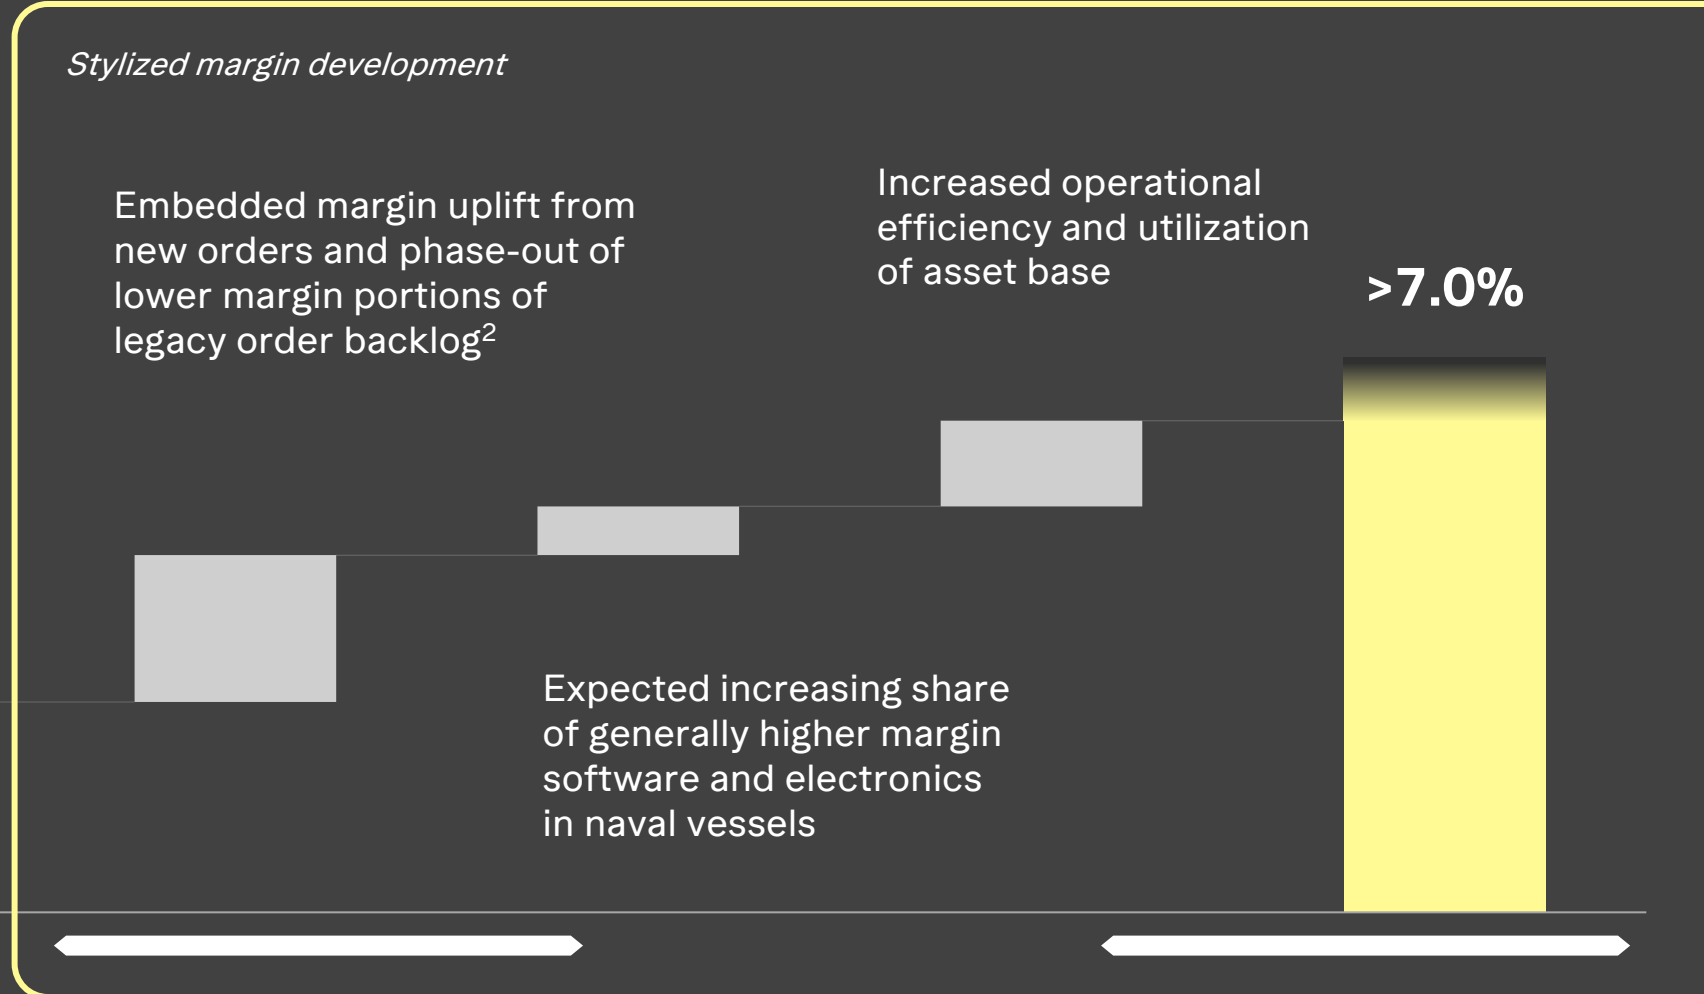 Stylized margin development
Embedded margin uplift from
new orders and phase-out of
lower margin portions of
legacy order backlog²
Increased operational
efficiency and utilization
of asset base
>7.0%
Expected increasing share
of generally higher margin
software and electronics
in naval vessels